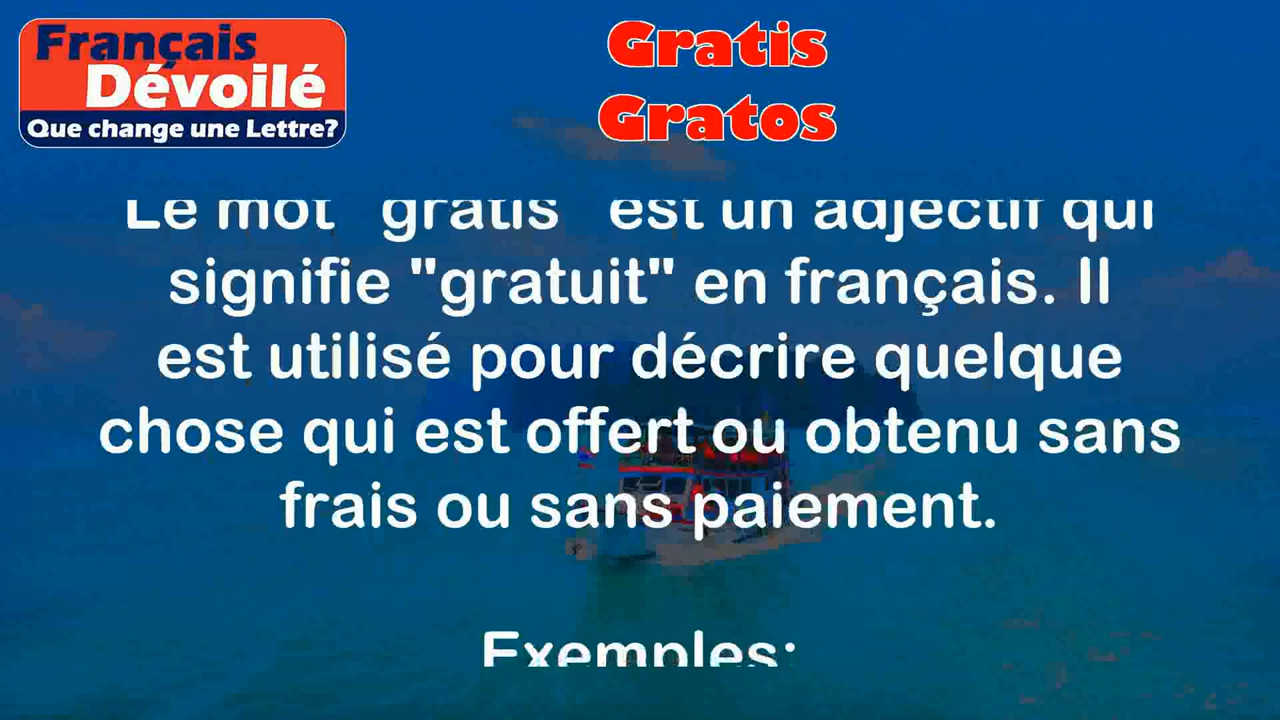 Français
Dévoilé
Que change une Lettre?
Gratis
Gratos
Le mot "gratis" est un adjectif qui
signifie "gratuit" en français. Il
est utilisé pour décrire quelque
chose qui est offert ou obtenu sans
frais ou sans paiement.
Exemples: